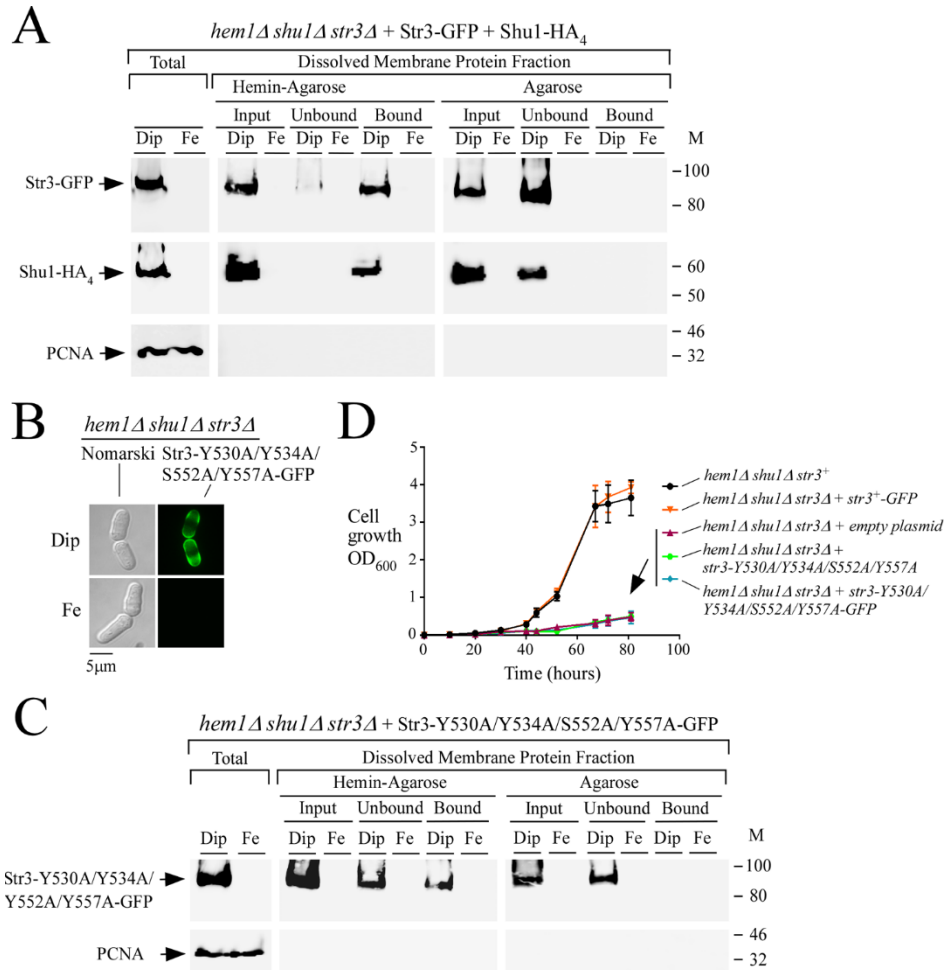 A
hem1Δ shu1Δ str3Δ + Str3-GFP + Shu1-HA4
Total
Dissolved Membrane Protein Fraction
Hemin-Agarose
Agarose
Input Unbound Bound Input Unbound Bound
Dip Fe Dip Fe Dip Fe Dip Fe Dip Fe Dip Fe Dip Fe M
Str3-GFP
- 100
- 80
Shu1-HA4
- 60
- 50
PCNA
- 46
- 32
B
hem1Δ shu1Δ str3Δ
Nomarski Str3-Y530A/Y534A/
S552A/Y557A-GFP
Dip
Fe
5μm
D
Cell
growth
OD600
5
4
3
2
1
0
0 20 40 60 80 100
Time (hours)
hem1Δ shu1Δ str3+
hem1Δ shu1Δ str3Δ + str3+-GFP
hem1Δ shu1Δ str3Δ + empty plasmid
hem1Δ shu1Δ str3Δ +
str3-Y530A/Y534A/S552A/Y557A
hem1Δ shu1Δ str3Δ + str3-Y530A/
Y534A/S552A/Y557A-GFP
C
hem1Δ shu1Δ str3Δ + Str3-Y530A/Y534A/S552A/Y557A-GFP
Total
Dissolved Membrane Protein Fraction
Hemin-Agarose
Agarose
Input Unbound Bound Input Unbound Bound
Dip Fe Dip Fe Dip Fe Dip Fe Dip Fe Dip Fe Dip Fe M
Str3-Y530A/Y534A/
Y552A/Y557A-GFP
- 100
- 80
PCNA
- 46
- 32